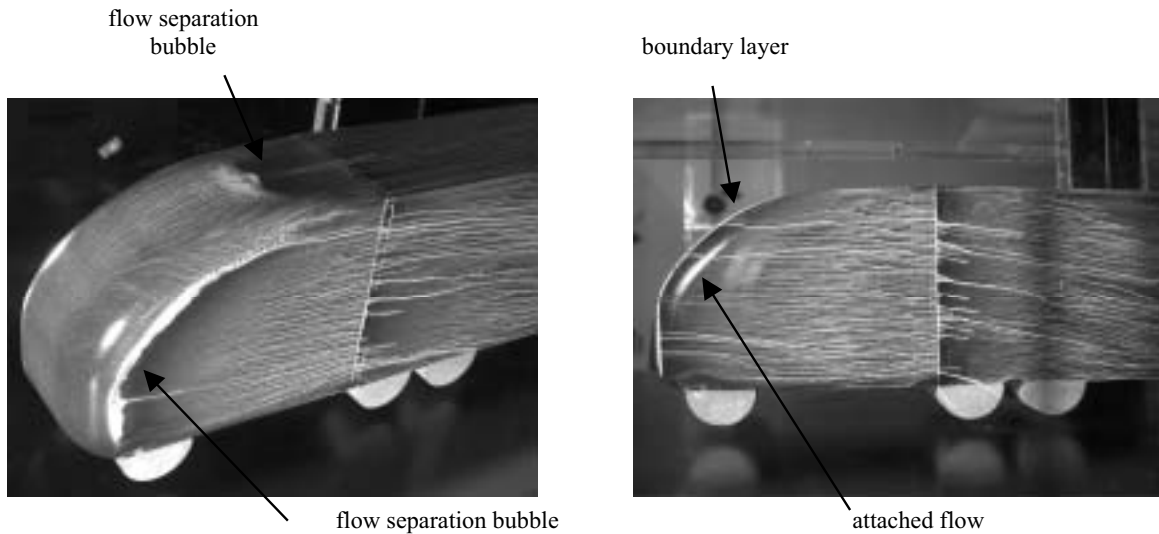 flow separation
bubble
boundary layer
flow separation bubble
attached flow